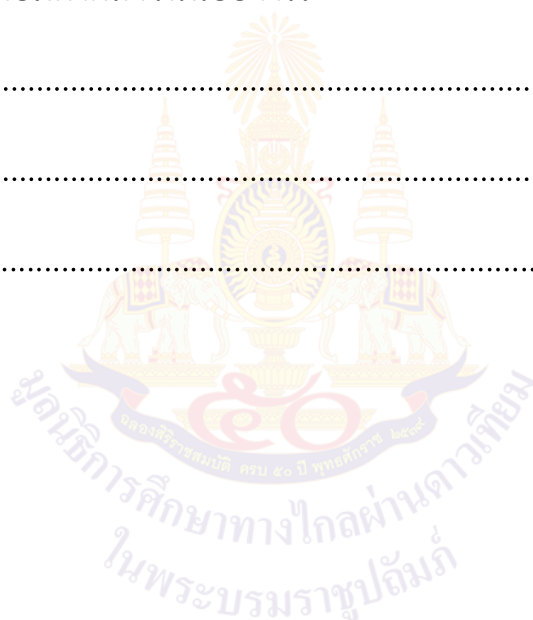 มูลนิธิการศึกษาทางไกลผ่านดาวเทียม
ในพระบรมราชูปถัมภ์
๕๐
ฉลองสิริราชสมบัติ ครบ ๕๐ ปี พุทธศักราช ๒๕๓๙